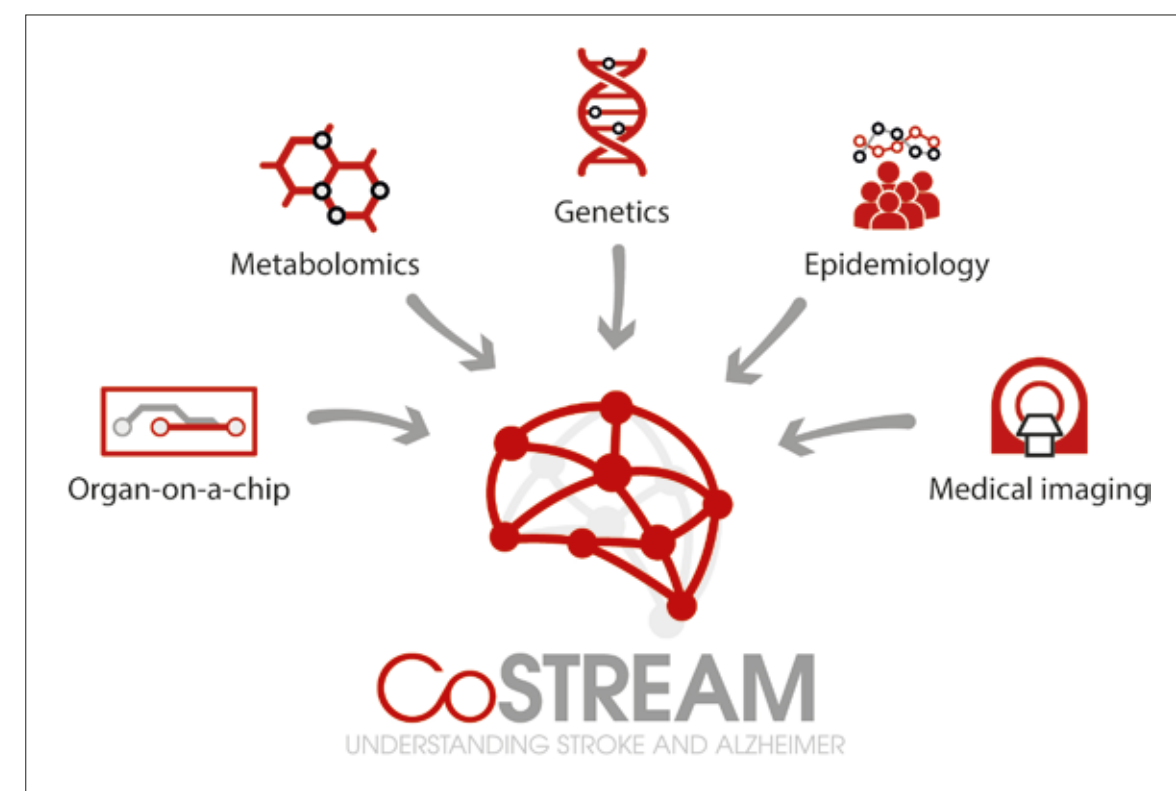 Genetics
Metabolomics
Epidemiology
Organ-on-a-chip
Medical imaging
CoSTREAM
UNDERSTANDING STROKE AND ALZHEIMER